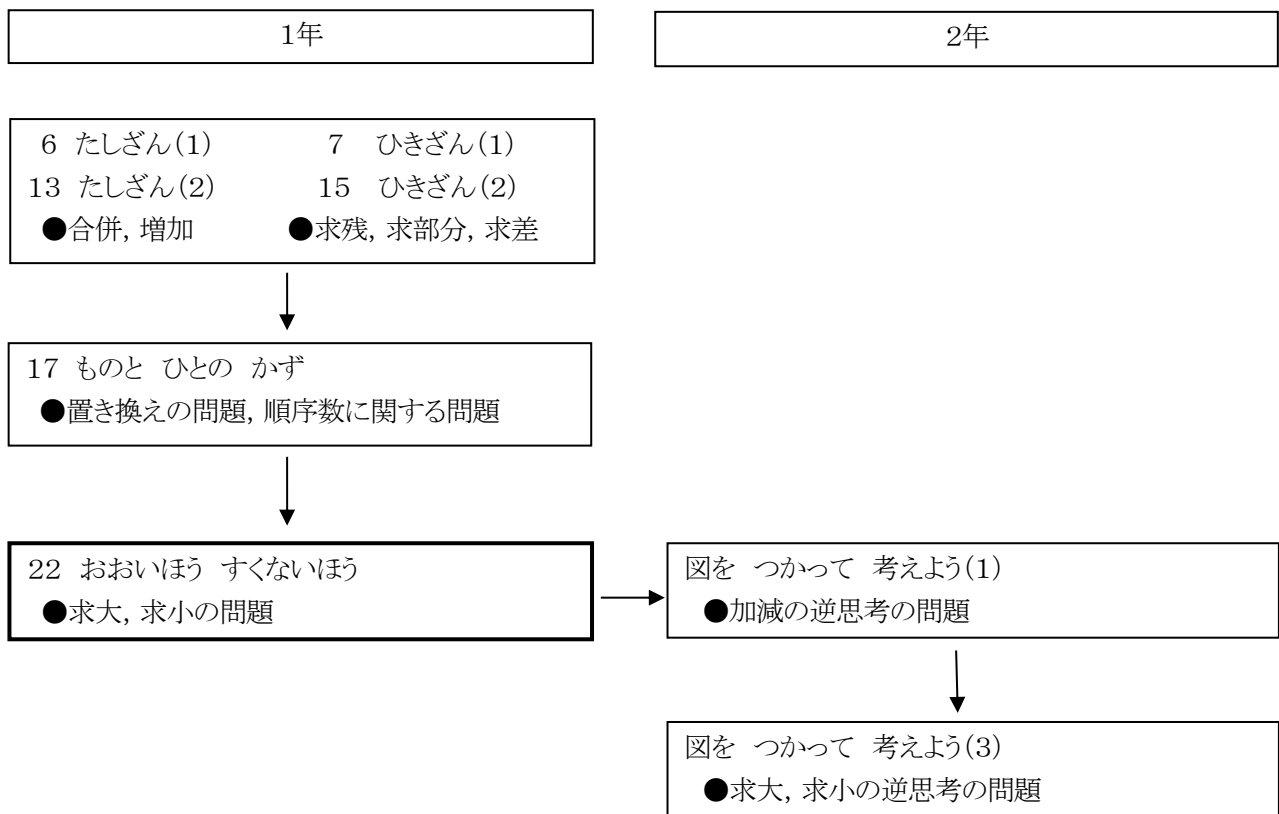 1年
2年
6 たしざん(1) 7 ひきざん(1)
13 たしざん(2) 15 ひきざん(2)
●合併, 増加 ●求残, 求部分, 求差
17 ものと ひとの かず
●置き換えの問題, 順序数に関する問題
22 おおいほう すくないほう
●求大, 求小の問題
図を つかって 考えよう(1)
●加減の逆思考の問題
図を つかって 考えよう(3)
●求大, 求小の逆思考の問題